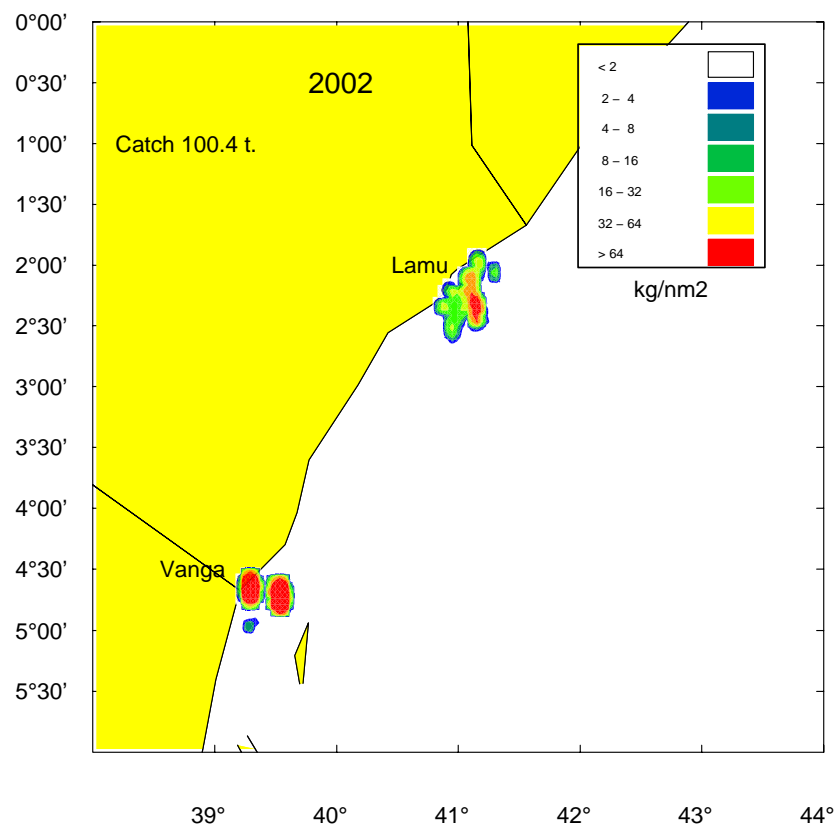 0°00’
0°30’
1°00’
1°30’
2°00’
2°30’
3°00’
3°30’
4°00’
4°30’
5°00’
5°30’
2002
Catch 100.4 t.
Lamu
Vanga
< 2
2 – 4
4 – 8
8 – 16
16 – 32
32 – 64
> 64
kg/nm2
39° 40° 41° 42° 43° 44°